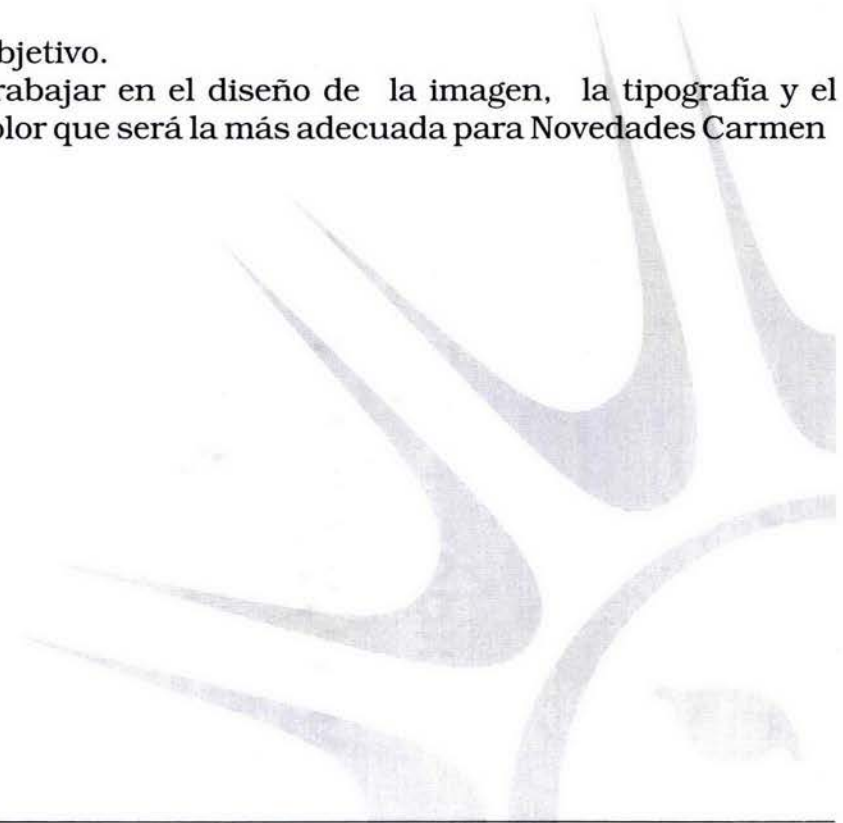 bjetivo.
rabajar en el diseño de la imagen, la tipografía y el
olor que será la más adecuada para Novedades Carmen